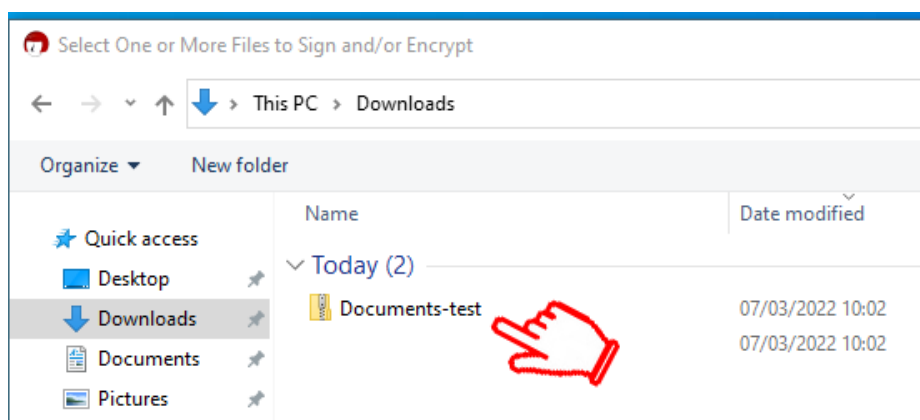 Select One or More Files to Sign and/or Encrypt
This PC > Downloads
Organize New folder
Name Date modified
Quick access
Today (2)
Desktop
Documents-test 07/03/2022 10:02
Downloads
07/03/2022 10:02
Documents
Pictures